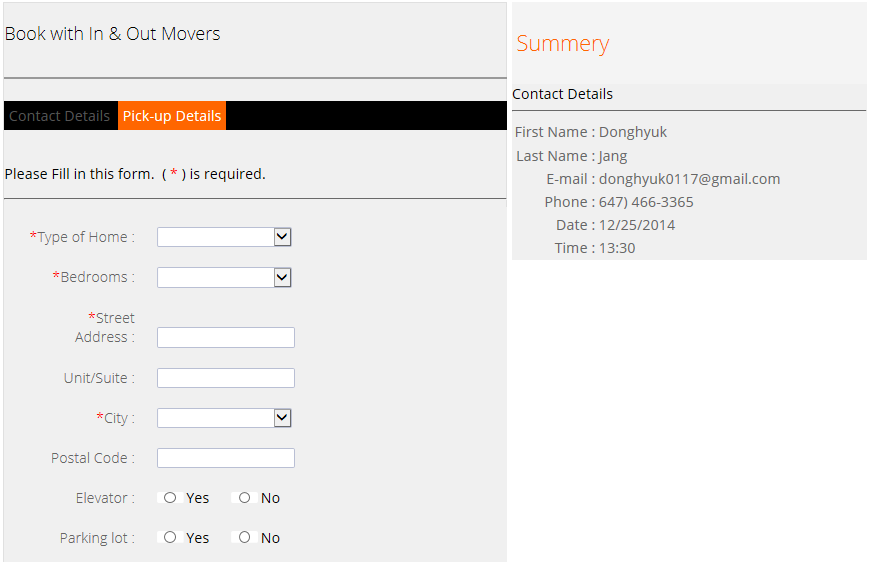 Book with In & Out Movers
Contact Details Pick-up Details
Please Fill in this form. ( * ) is required.
*Type of Home :
*Bedrooms :
*Street
Address :
Unit/Suite :
*City :
Postal Code :
Elevator : Yes No
Parking lot : Yes No
Summery
Contact Details
First Name : Donghyuk
Last Name : Jang
E-mail : donghyuk0117@gmail.com
Phone : 647) 466-3365
Date : 12/25/2014
Time : 13:30